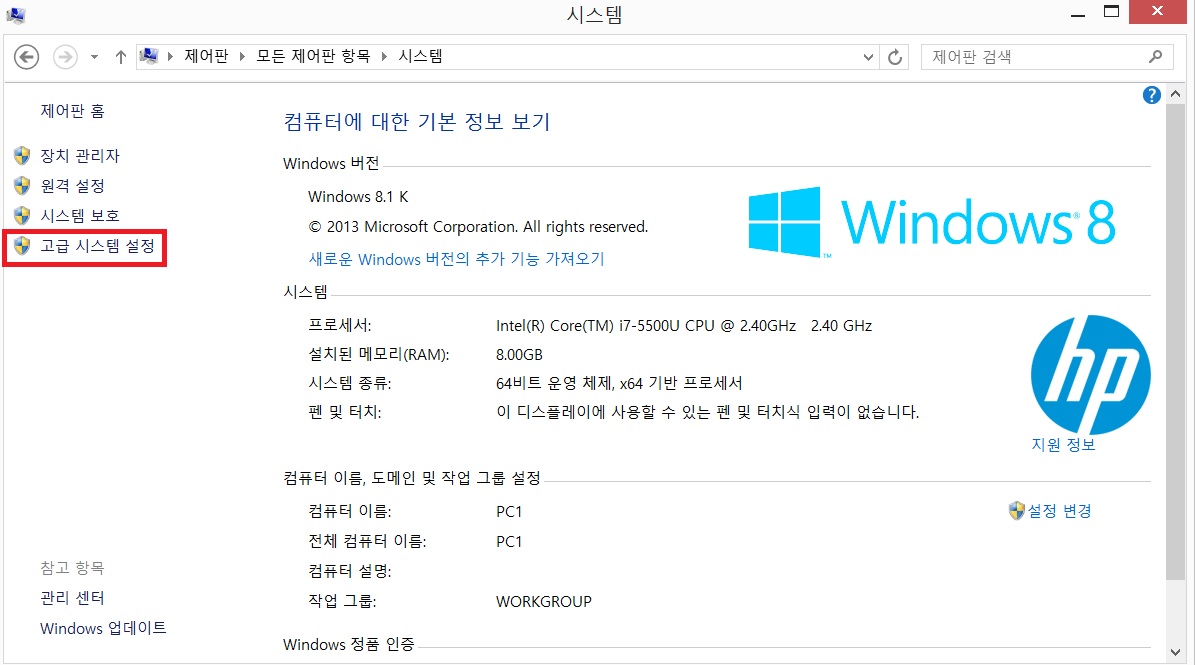 시스템
제어판 모든 제어판 항목 시스템
제어판 검색
제어판 홈
장치 관리자
원격 설정
시스템 보호
고급 시스템 설정
참고 항목
관리 센터
Windows 업데이트
?
컴퓨터에 대한 기본 정보 보기
Windows 버전
Windows 8.1 K
© 2013 Microsoft Corporation. All rights reserved.
새로운 Windows 버전의 추가 기능 가져오기
Windows® 8
™
시스템
프로세서: Intel(R) Core(TM) i7-5500U CPU @ 2.40GHz 2.40 GHz
설치된 메모리(RAM): 8.00GB
시스템 종류: 64비트 운영 체제, x64 기반 프로세서
펜 및 터치: 이 디스플레이에 사용할 수 있는 펜 및 터치식 입력이 없습니다.
hp
지원 정보
컴퓨터 이름, 도메인 및 작업 그룹 설정
컴퓨터 이름: PC1
설정 변경
전체 컴퓨터 이름: PC1
컴퓨터 설명:
작업 그룹: WORKGROUP
Windows 정품 인증